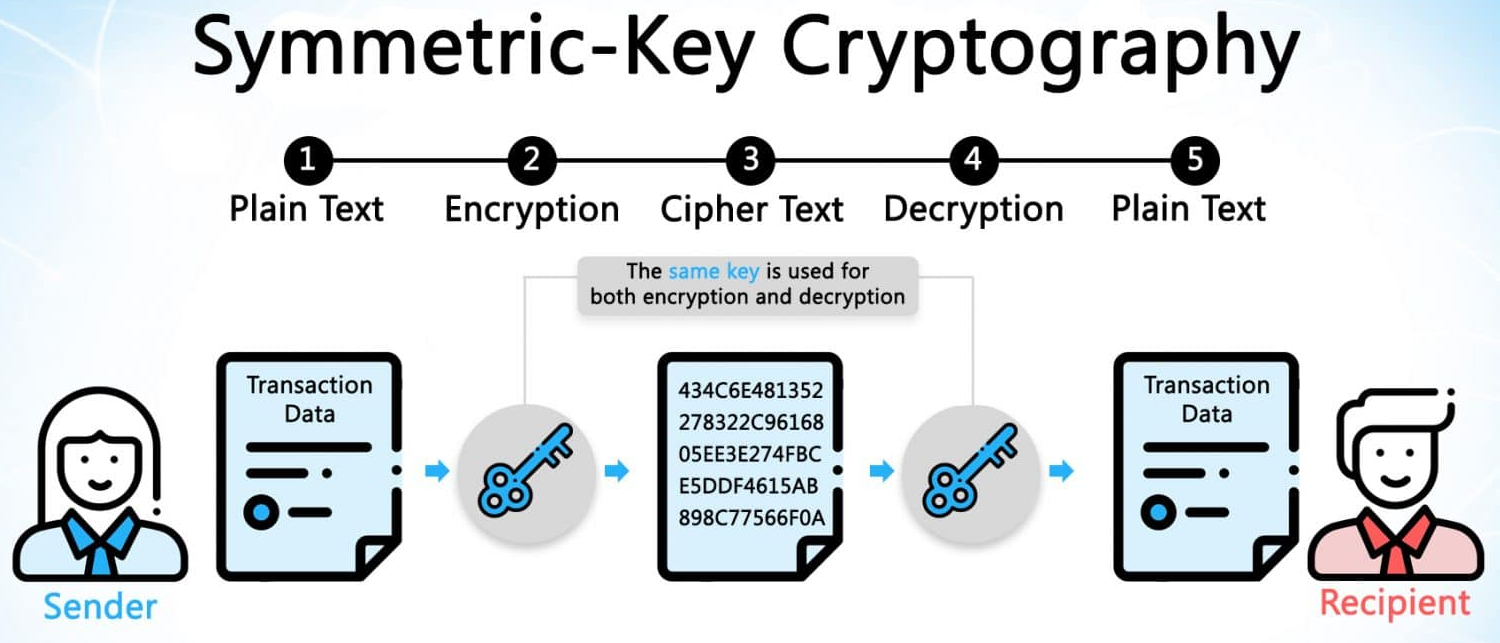 Symmetric-Key Cryptography
1
2
3
4
5
Plain Text
Encryption
Cipher Text
Decryption
Plain Text
The same key is used for
both encryption and decryption
Transaction
Data
434C6E481352
278322C96168
05EE3E274FBC
E5DDF4615AB
898C77566F0A
Transaction
Data
Sender
Recipient